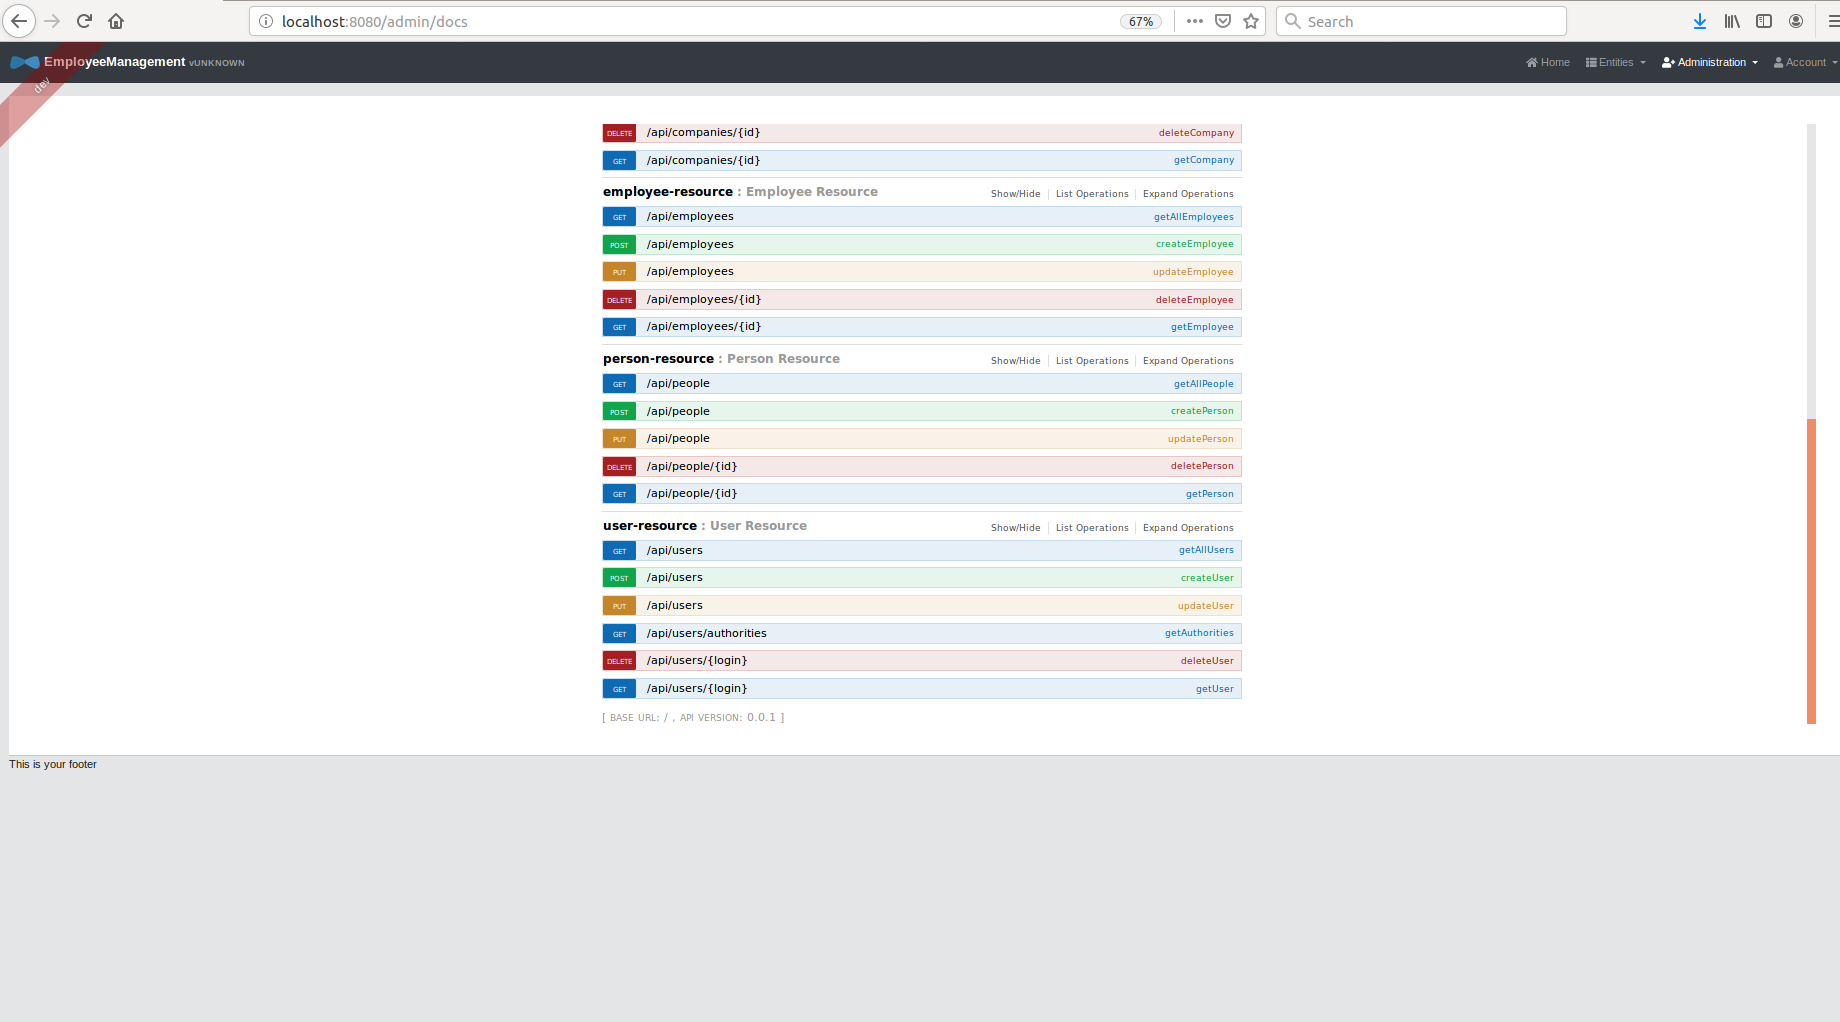 localhost:8080/admin/docs 67% Search
EmployeeManagement vUNKNOWN Home Entities Administration Account
dev
DELETE /api/companies/{id} deleteCompany
GET /api/companies/{id} getCompany
employee-resource : Employee Resource Show/Hide List Operations Expand Operations
GET /api/employees getAllEmployees
POST /api/employees createEmployee
PUT /api/employees updateEmployee
DELETE /api/employees/{id} deleteEmployee
GET /api/employees/{id} getEmployee
person-resource : Person Resource Show/Hide List Operations Expand Operations
GET /api/people getAllPeople
POST /api/people createPerson
PUT /api/people updatePerson
DELETE /api/people/{id} deletePerson
GET /api/people/{id} getPerson
user-resource : User Resource Show/Hide List Operations Expand Operations
GET /api/users getAllUsers
POST /api/users createUser
PUT /api/users updateUser
GET /api/users/authorities getAuthorities
DELETE /api/users/{login} deleteUser
GET /api/users/{login} getUser
[ BASE URL: / , API VERSION: 0.0.1 ]
This is your footer